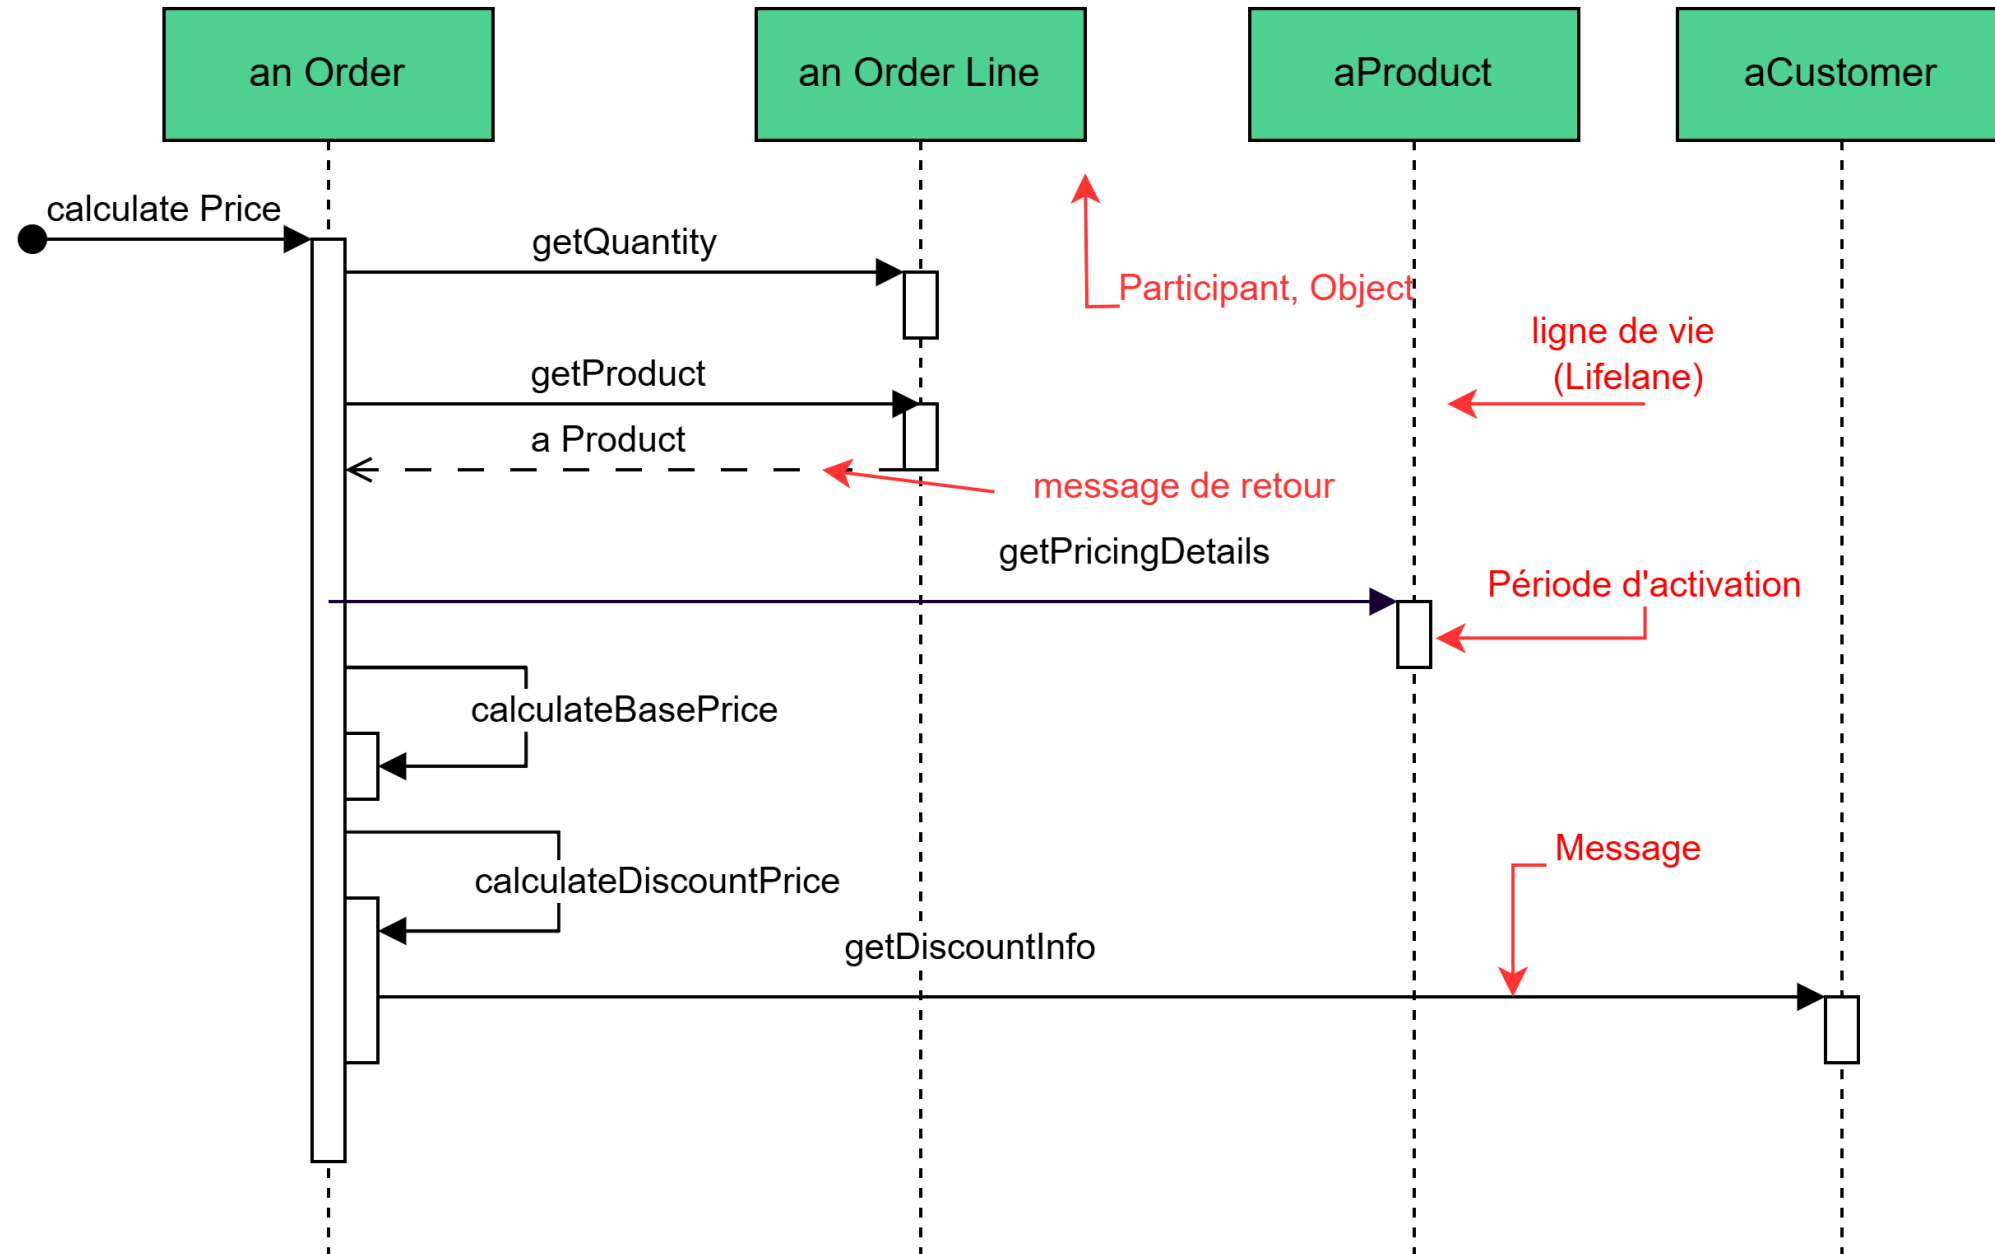 an Order
an Order Line
aProduct
aCustomer
calculate Price
getQuantity
Participant, Object
ligne de vie
(Lifelane)
getProduct
a Product
message de retour
getPricingDetails
Période d'activation
calculateBasePrice
Message
calculateDiscountPrice
getDiscountInfo